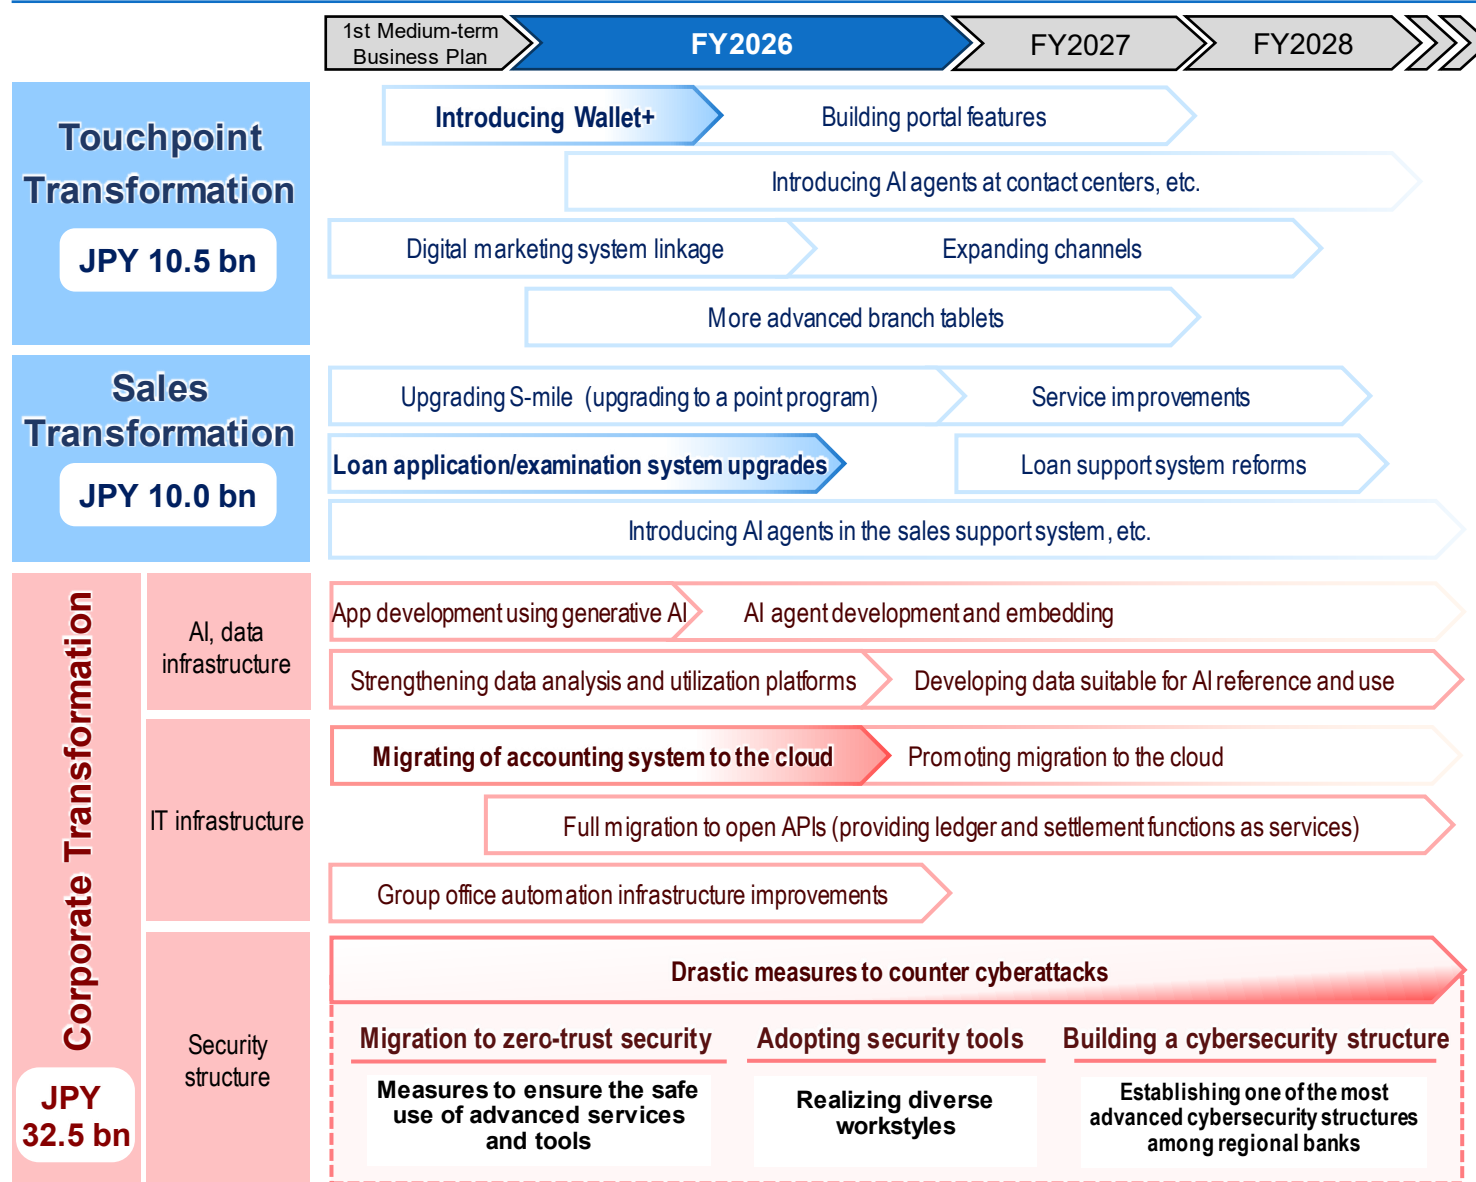 1st Medium-term
Business Plan
FY2026
FY2027
FY2028
Touchpoint
Transformation
JPY 10.5 bn
Introducing Wallet+
Building portal features
Introducing AI agents at contact centers, etc.
Digital marketing system linkage
Expanding channels
More advanced branch tablets
Sales
Transformation
JPY 10.0 bn
Upgrading S-mile (upgrading to a point program)
Service improvements
Loan application/examination system upgrades
Loan support system reforms
Introducing AI agents in the sales support system, etc.
Corporate Transformation
JPY
32.5 bn
AI, data
infrastructure
App development using generative AI
AI agent development and embedding
Strengthening data analysis and utilization platforms
Developing data suitable for AI reference and use
IT infrastructure
Migrating of accounting system to the cloud
Promoting migration to the cloud
Full migration to open APIs (providing ledger and settlement functions as services)
Group office automation infrastructure improvements
Security
structure
Drastic measures to counter cyberattacks
Migration to zero-trust security
Measures to ensure the safe
use of advanced services
and tools
Adopting security tools
Realizing diverse
workstyles
Building a cybersecurity structure
Establishing one of the most
advanced cybersecurity structures
among regional banks